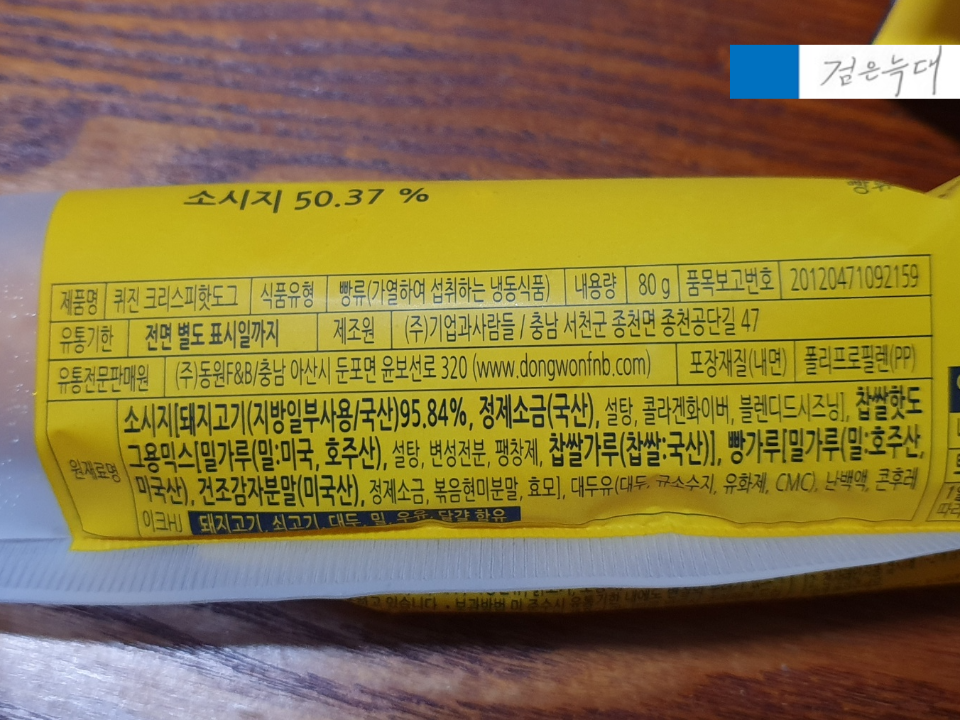 검은늑대
소시지 50.37 %
제품명 퀴진 크리스피핫도그 식품유형 빵류(가열하여 섭취하는 냉동식품) 내용량 80 g 품목보고번호 20120471092159
유통기한 전면 별도 표시일까지 제조원 (주)기업과사람들 / 충남 서천군 종천면 종천공단길 47
유통전문판매원 (주)동원F&B/충남 아산시 둔포면 윤보선로 320 (www.dongwonfnb.com) 포장재질(내면) 폴리프로필렌(PP)
원재료명
소시지[돼지고기(지방일부사용/국산)95.84%, 정제소금(국산), 설탕, 콜라겐화이버, 블렌디드시즈닝], 찹쌀핫도
그용믹스[밀가루(밀:미국, 호주산), 설탕, 변성전분, 팽창제, 찹쌀가루(찹쌀:국산)], 빵가루[밀가루(밀:호주산,
미국산), 건조감자분말(미국산), 정제소금, 볶음현미분말, 효모], 대두유(대두, 규소수지, 유화제, CMC), 난백액, 콘후레
이크HJ 돼지고기, 쇠고기, 대두, 밀, 우유, 달걀 함유